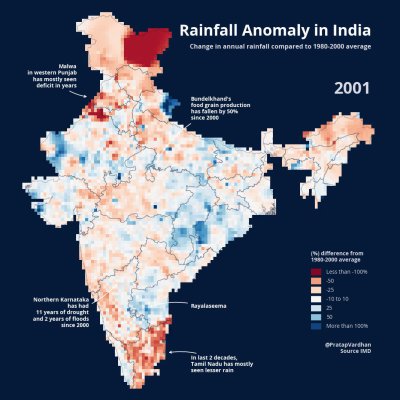 Rainfall Anomaly in India
Change in annual rainfall compared to 1980-2000 average
2001
Malwa
in western Punjab
has mostly seen
deficit in years
Bundelkhand's
food grain production
has fallen by 50%
since 2000
(%) difference from
1980-2000 average
Less than -100%
-50
-25
-10 to 10
25
50
More than 100%
Northern Karnataka
has had
11 years of drought
and 2 years of floods
since 2000
Rayalaseema
In last 2 decades,
Tamil Nadu has mostly
seen lesser rain
@PratapVardhan
Source IMD